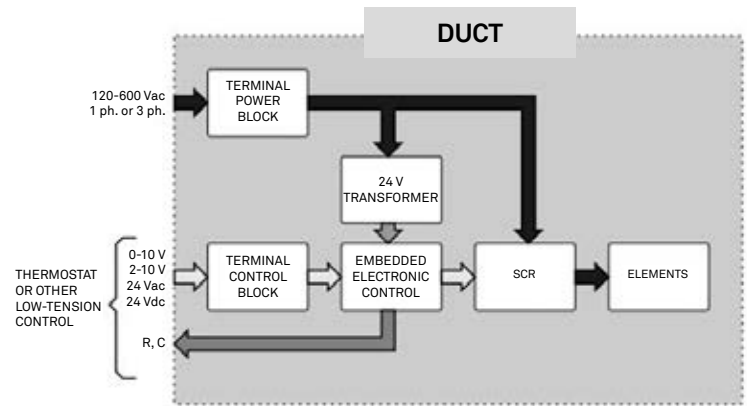 DUCT
120-600 Vac
1 ph. or 3 ph.
TERMINAL
POWER
BLOCK
24 V
TRANSFORMER
THERMOSTAT
OR OTHER
LOW-TENSION
CONTROL
0-10 V
2-10 V
24 Vac
24 Vdc
R, C
TERMINAL
CONTROL
BLOCK
EMBEDDED
ELECTRONIC
CONTROL
SCR
ELEMENTS